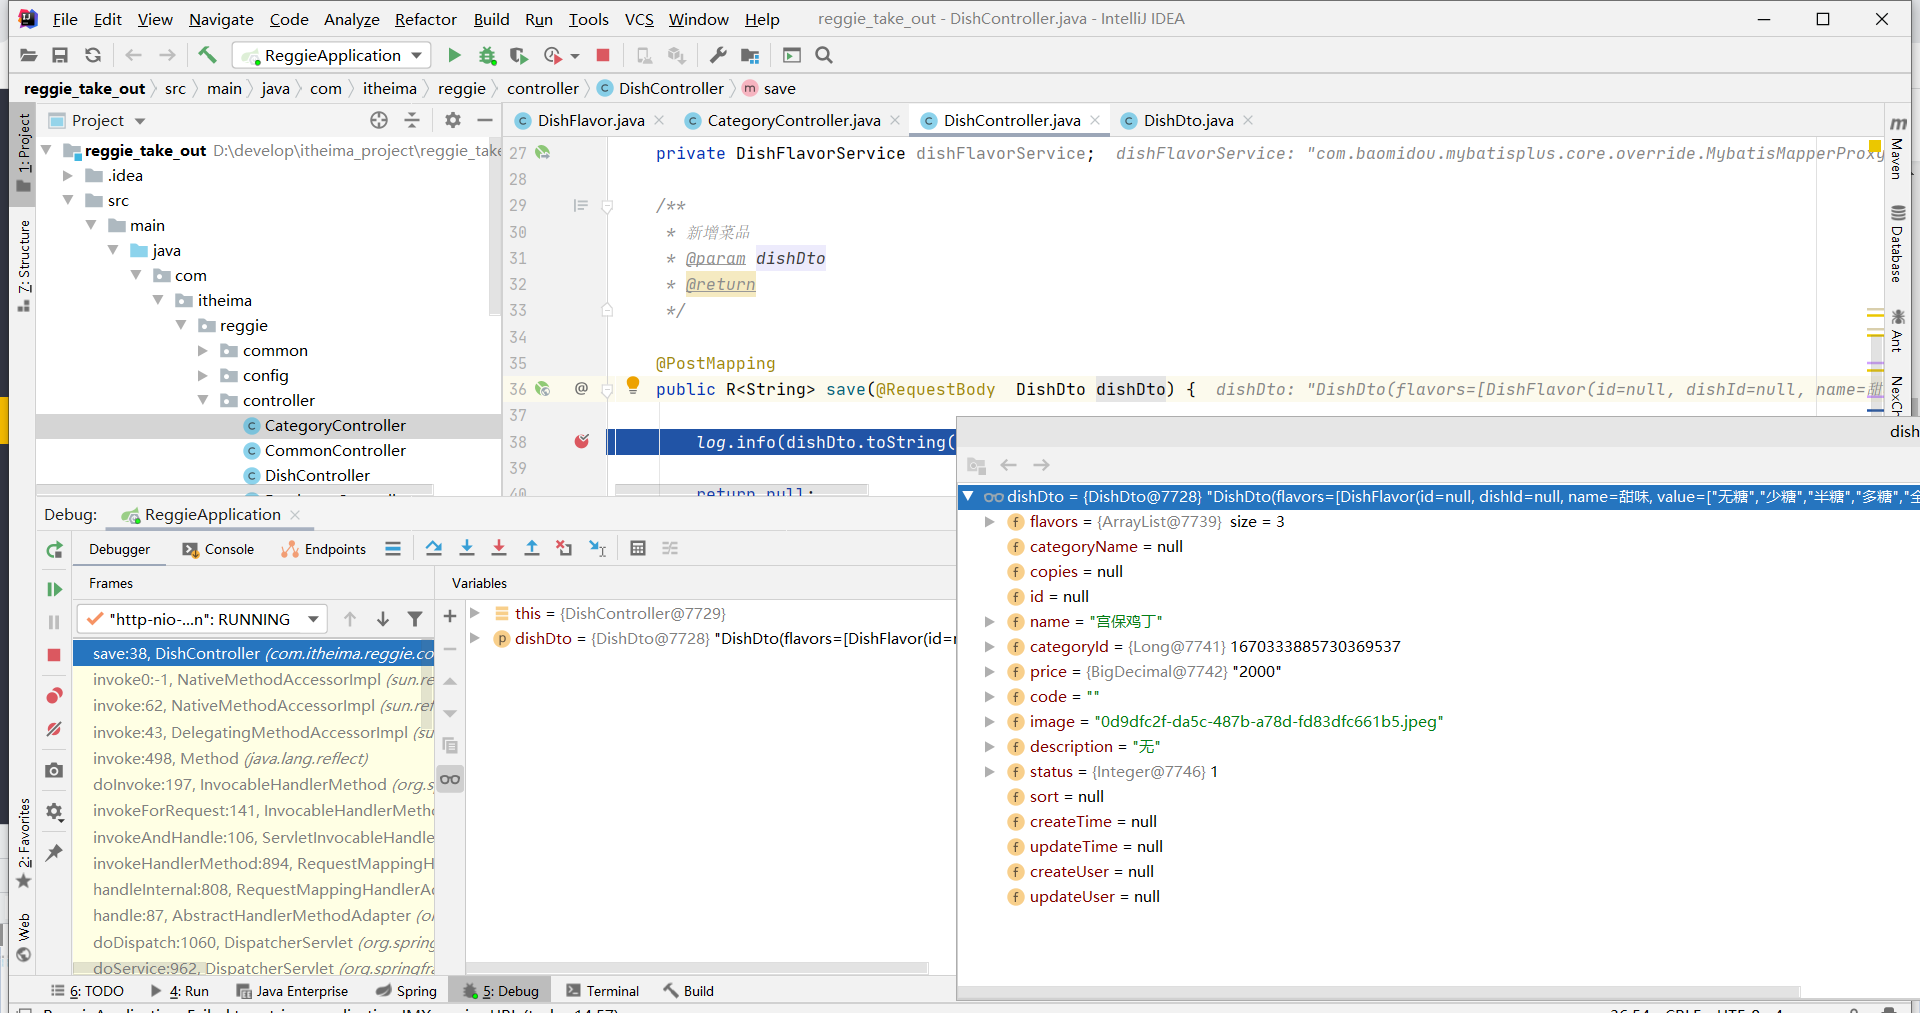 File Edit View Navigate Code Analyze Refactor Build Run Tools VCS Window Help reggie_take_out - DishController.java - IntelliJ IDEA
ReggieApplication
reggie_take_out src main java com itheima reggie controller DishController save
Project
DishFlavor.java CategoryController.java DishController.java DishDto.java
1: Project
7: Structure
2: Favorites
Web
reggie_take_out D:\develop\itheima_project\reggie_take
.idea
src
main
java
com
itheima
reggie
common
config
controller
CategoryController
CommonController
DishController
27 private DishFlavorService dishFlavorService; dishFlavorService: "com.baomidou.mybatisplus.core.override.MybatisMapperProxy
28
29 /**
30 * 新增菜品
31 * @param dishDto
32 * @return
33 */
34
35 @PostMapping
36 public R<String> save(@RequestBody DishDto dishDto) { dishDto: "DishDto(flavors=[DishFlavor(id=null, dishId=null, name=甜
37
38 log.info(dishDto.toString(
39
40 return null;
Maven
Database
Ant
NexCh
dish
dishDto = {DishDto@7728} "DishDto(flavors=[DishFlavor(id=null, dishId=null, name=甜味, value=["无糖","少糖","半糖","多糖","全
flavors = {ArrayList@7739} size = 3
categoryName = null
copies = null
id = null
name = "宫保鸡丁"
categoryId = {Long@7741} 1670333885730369537
price = {BigDecimal@7742} "2000"
code = ""
image = "0d9dfc2f-da5c-487b-a78d-fd83dfc661b5.jpeg"
description = "无"
status = {Integer@7746} 1
sort = null
createTime = null
updateTime = null
createUser = null
updateUser = null
Debug: ReggieApplication
Debugger Console Endpoints
Frames
Variables
"http-nio-...n": RUNNING
save:38, DishController (com.itheima.reggie.co
invoke0:-1, NativeMethodAccessorImpl (sun.re
invoke:62, NativeMethodAccessorImpl (sun.ref
invoke:43, DelegatingMethodAccessorImpl (su
invoke:498, Method (java.lang.reflect)
doInvoke:197, InvocableHandlerMethod (org.s
invokeForRequest:141, InvocableHandlerMetho
invokeAndHandle:106, ServletInvocableHandle
invokeHandlerMethod:894, RequestMappingH
handleInternal:808, RequestMappingHandlerAd
handle:87, AbstractHandlerMethodAdapter (o
doDispatch:1060, DispatcherServlet (org.spring
doService:962, DispatcherServlet (org.springfra
this = {DishController@7729}
dishDto = {DishDto@7728} "DishDto(flavors=[DishFlavor(id=n
6: TODO 4: Run Java Enterprise Spring 5: Debug Terminal Build